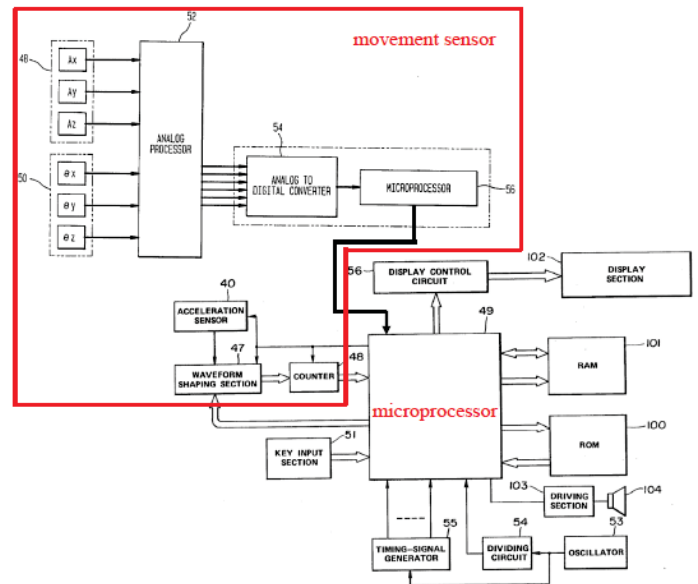 52
movement sensor
48
Ax
Ay
Az
ANALOG
PROCESSOR
54
50
θx
θy
θz
ANALOG TO
DIGITAL CONVERTER
MICROPROCESSOR
56
56
DISPLAY CONTROL
CIRCUIT
102
DISPLAY
SECTION
40
ACCELERATION
SENSOR
49
47
WAVEFORM
SHAPING SECTION
COUNTER
48
RAM
101
microprocessor
51
KEY INPUT
SECTION
ROM
100
103
DRIVING
SECTION
104
55
TIMING-SIGNAL
GENERATOR
54
DIVIDING
CIRCUIT
53
OSCILLATOR